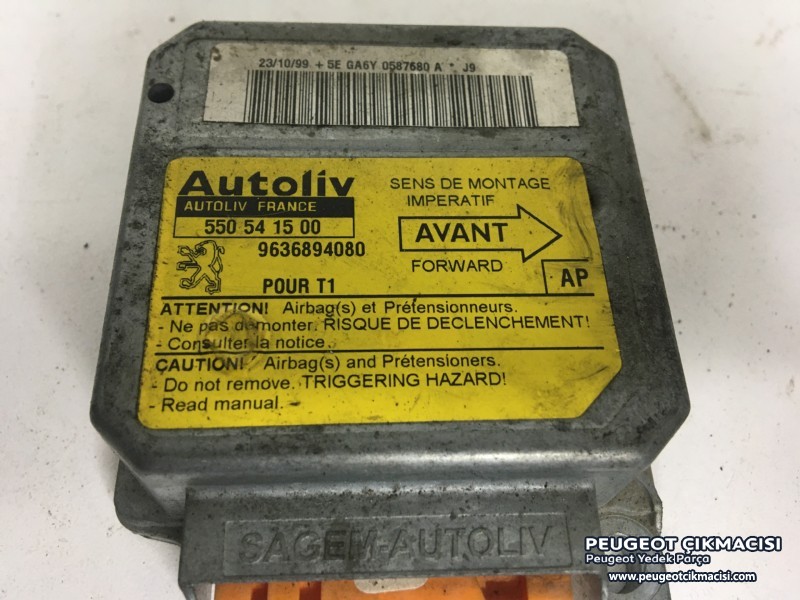 23/10/99 + 5E GA6Y 0587680 A * J9
Autoliv
AUTOLIV FRANCE
550 54 15 00
9636894080
POUR T1
SENS DE MONTAGE
IMPERATIF
AVANT
FORWARD
AP
ATTENTION! Airbag(s) et Prétensionneurs.
- Ne pas démonter. RISQUE DE DECLENCHEMENT!
- Consulter la notice.
CAUTION! Airbag(s) and Prétensioners.
- Do not remove. TRIGGERING HAZARD!
- Read manual.
SAGEM-AUTOLIV
PEUGEOT ÇIKMACISI
Peugeot Yedek Parça
www.peugeotcikmacisi.com